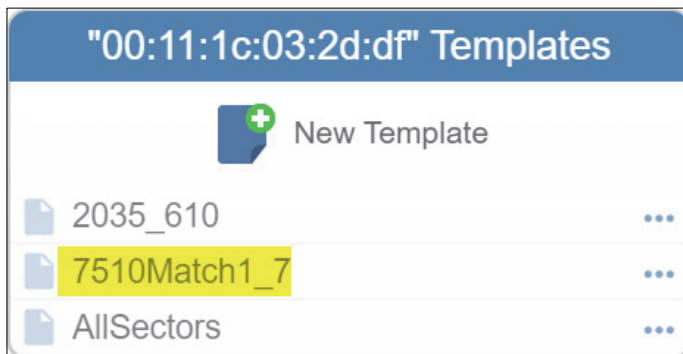 "00:11:1c:03:2d:df" Templates
New Template
2035_610
7510Match1_7
AllSectors